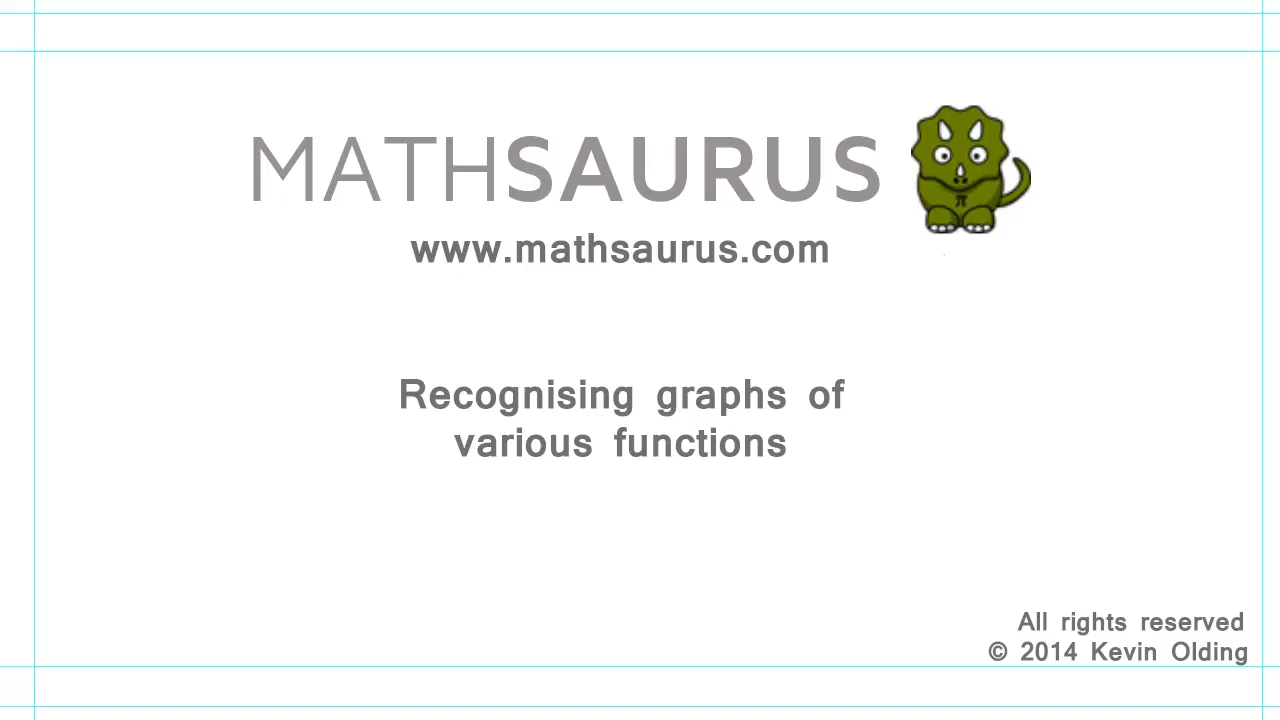 MATHSAURUS
π
www.mathsaurus.com
Recognising graphs of
various functions
All rights reserved
© 2014 Kevin Olding